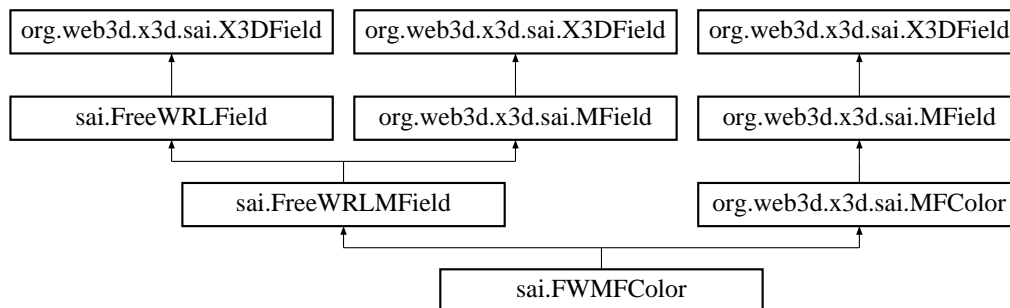 org.web3d.x3d.sai.X3DField
org.web3d.x3d.sai.X3DField
org.web3d.x3d.sai.X3DField
sai.FreeWRLField
org.web3d.x3d.sai.MField
org.web3d.x3d.sai.MField
sai.FreeWRLMField
org.web3d.x3d.sai.MFColor
sai.FWMFColor